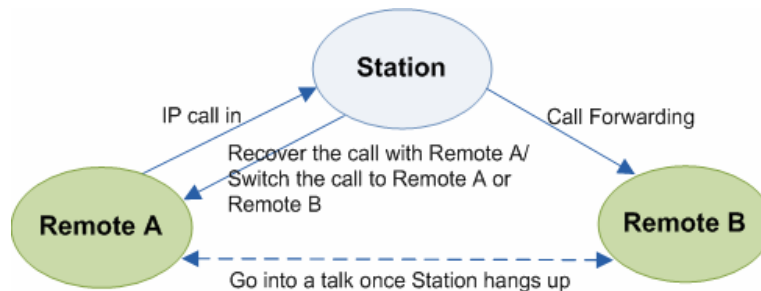 Station
IP call in
Call Forwarding
Recover the call with Remote A/
Switch the call to Remote A or
Remote B
Remote A
Remote B
Go into a talk once Station hangs up